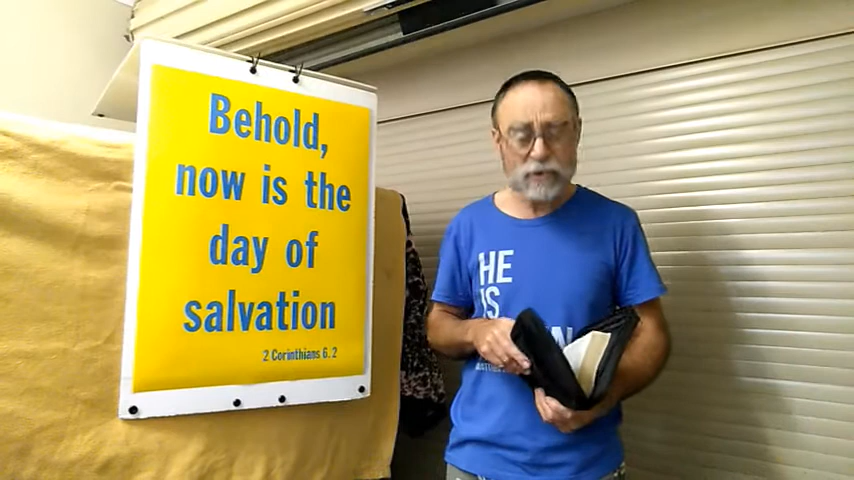 Behold,
now is the
day of
salvation
2 Corinthians 6. 2
HE
IS